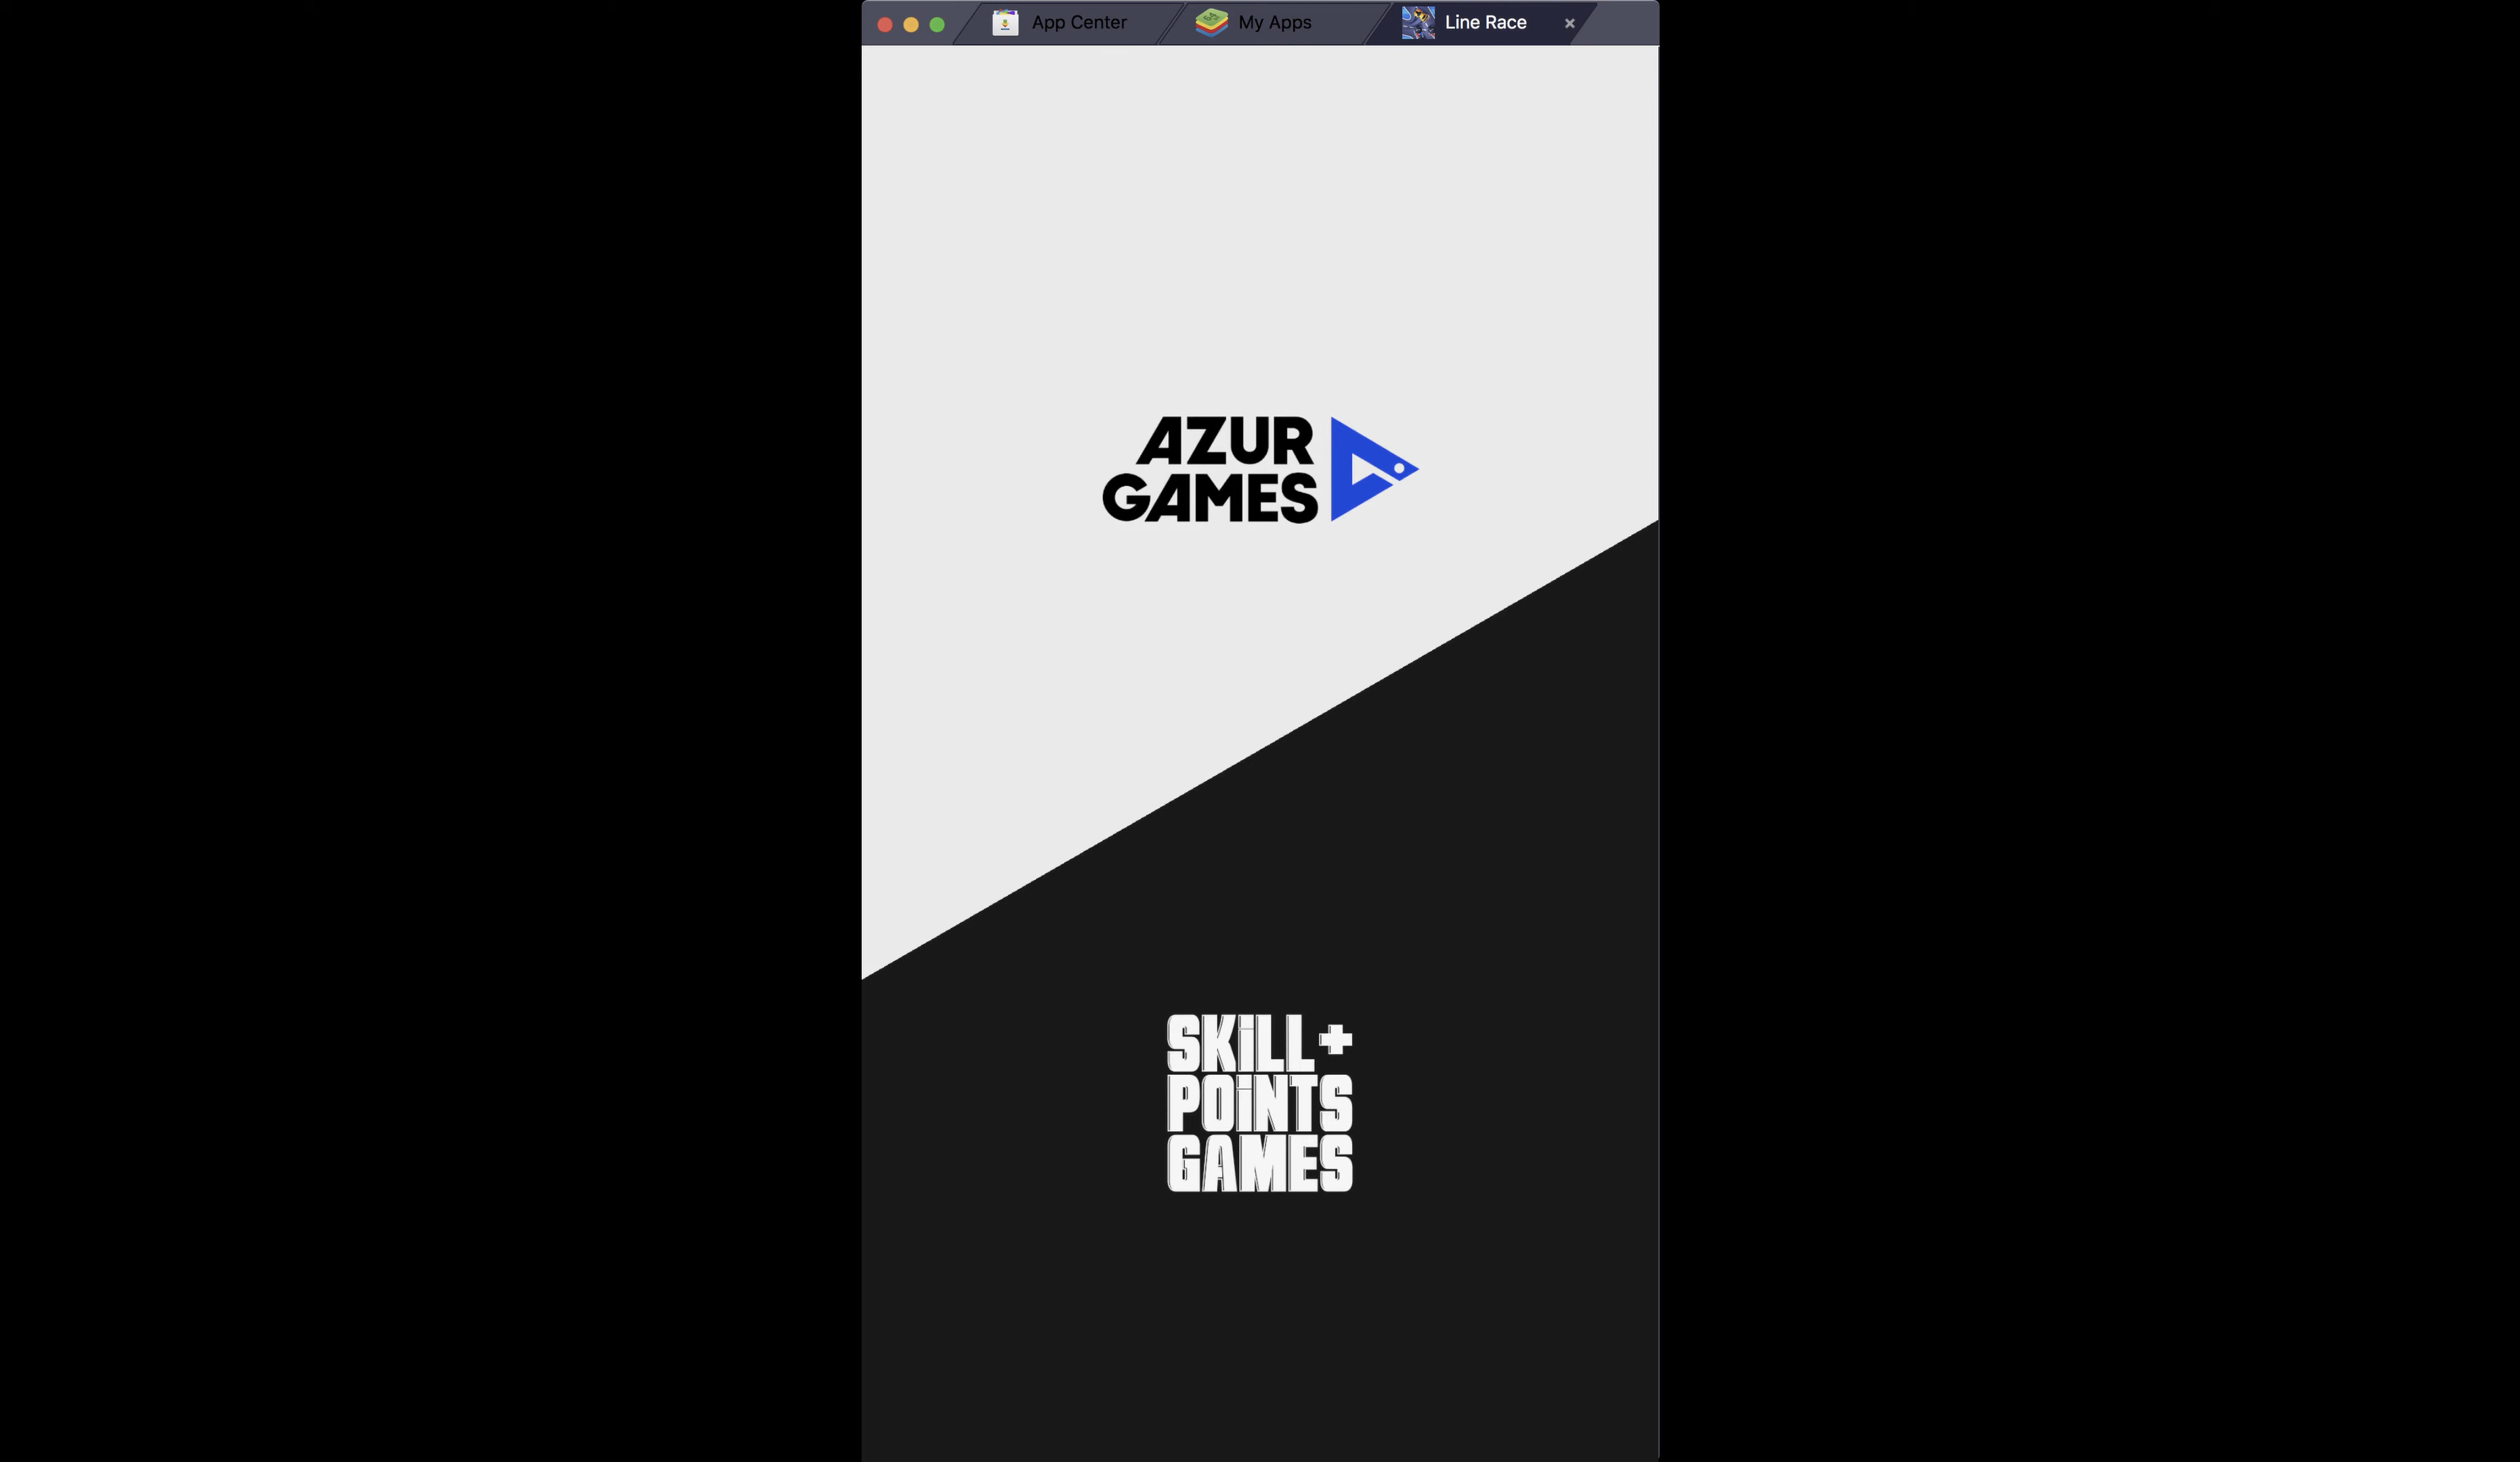 App Center
My Apps
Line Race
AZUR
GAMES
SKiLL+
POiNTS
GAMES